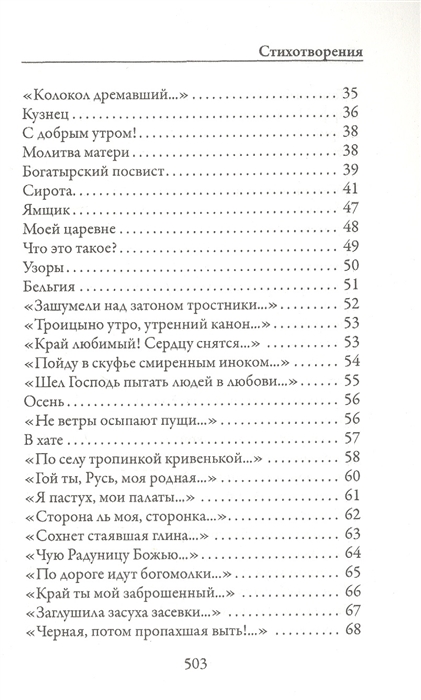 Стихотворения
«Колокол дремавший...» 35
Кузнец 36
С добрым утром! 38
Молитва матери 38
Богатырский посвист 39
Сирота 41
Ямщик 47
Моей царевне 48
Что это такое? 49
Узоры 50
Бельгия 51
«Зашумели над затоном тростники...» 52
«Троицыно утро, утренний канон...» 53
«Край любимый! Сердцу снятся...» 53
«Пойду в скуфье смиренным иноком...» 54
«Шел Господь пытать людей в любови...» 55
Осень 56
«Не ветры осыпают пущи...» 56
В хате 57
«По селу тропинкой кривенькой...» 58
«Гой ты, Русь, моя родная...» 60
«Я пастух, мои палаты...» 61
«Сторона ль моя, сторонка...» 62
«Сохнет стаявшая глина...» 63
«Чую Радуницу Божью...» 64
«По дороге идут богомолки...» 65
«Край ты мой заброшенный...» 66
«Заглушила засуха засевки...» 67
«Черная, потом пропахшая выть!...» 68
503